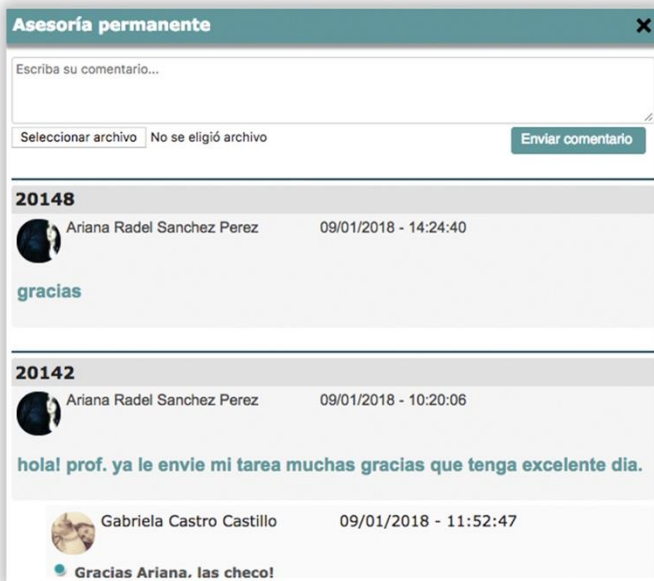 Asesoría permanente
Escriba su comentario...
Seleccionar archivo No se eligió archivo
Enviar comentario
20148
Ariana Radel Sanchez Perez 09/01/2018 - 14:24:40
gracias
20142
Ariana Radel Sanchez Perez 09/01/2018 - 10:20:06
hola! prof. ya le envie mi tarea muchas gracias que tenga excelente dia.
Gabriela Castro Castillo 09/01/2018 - 11:52:47
Gracias Ariana, las checo!